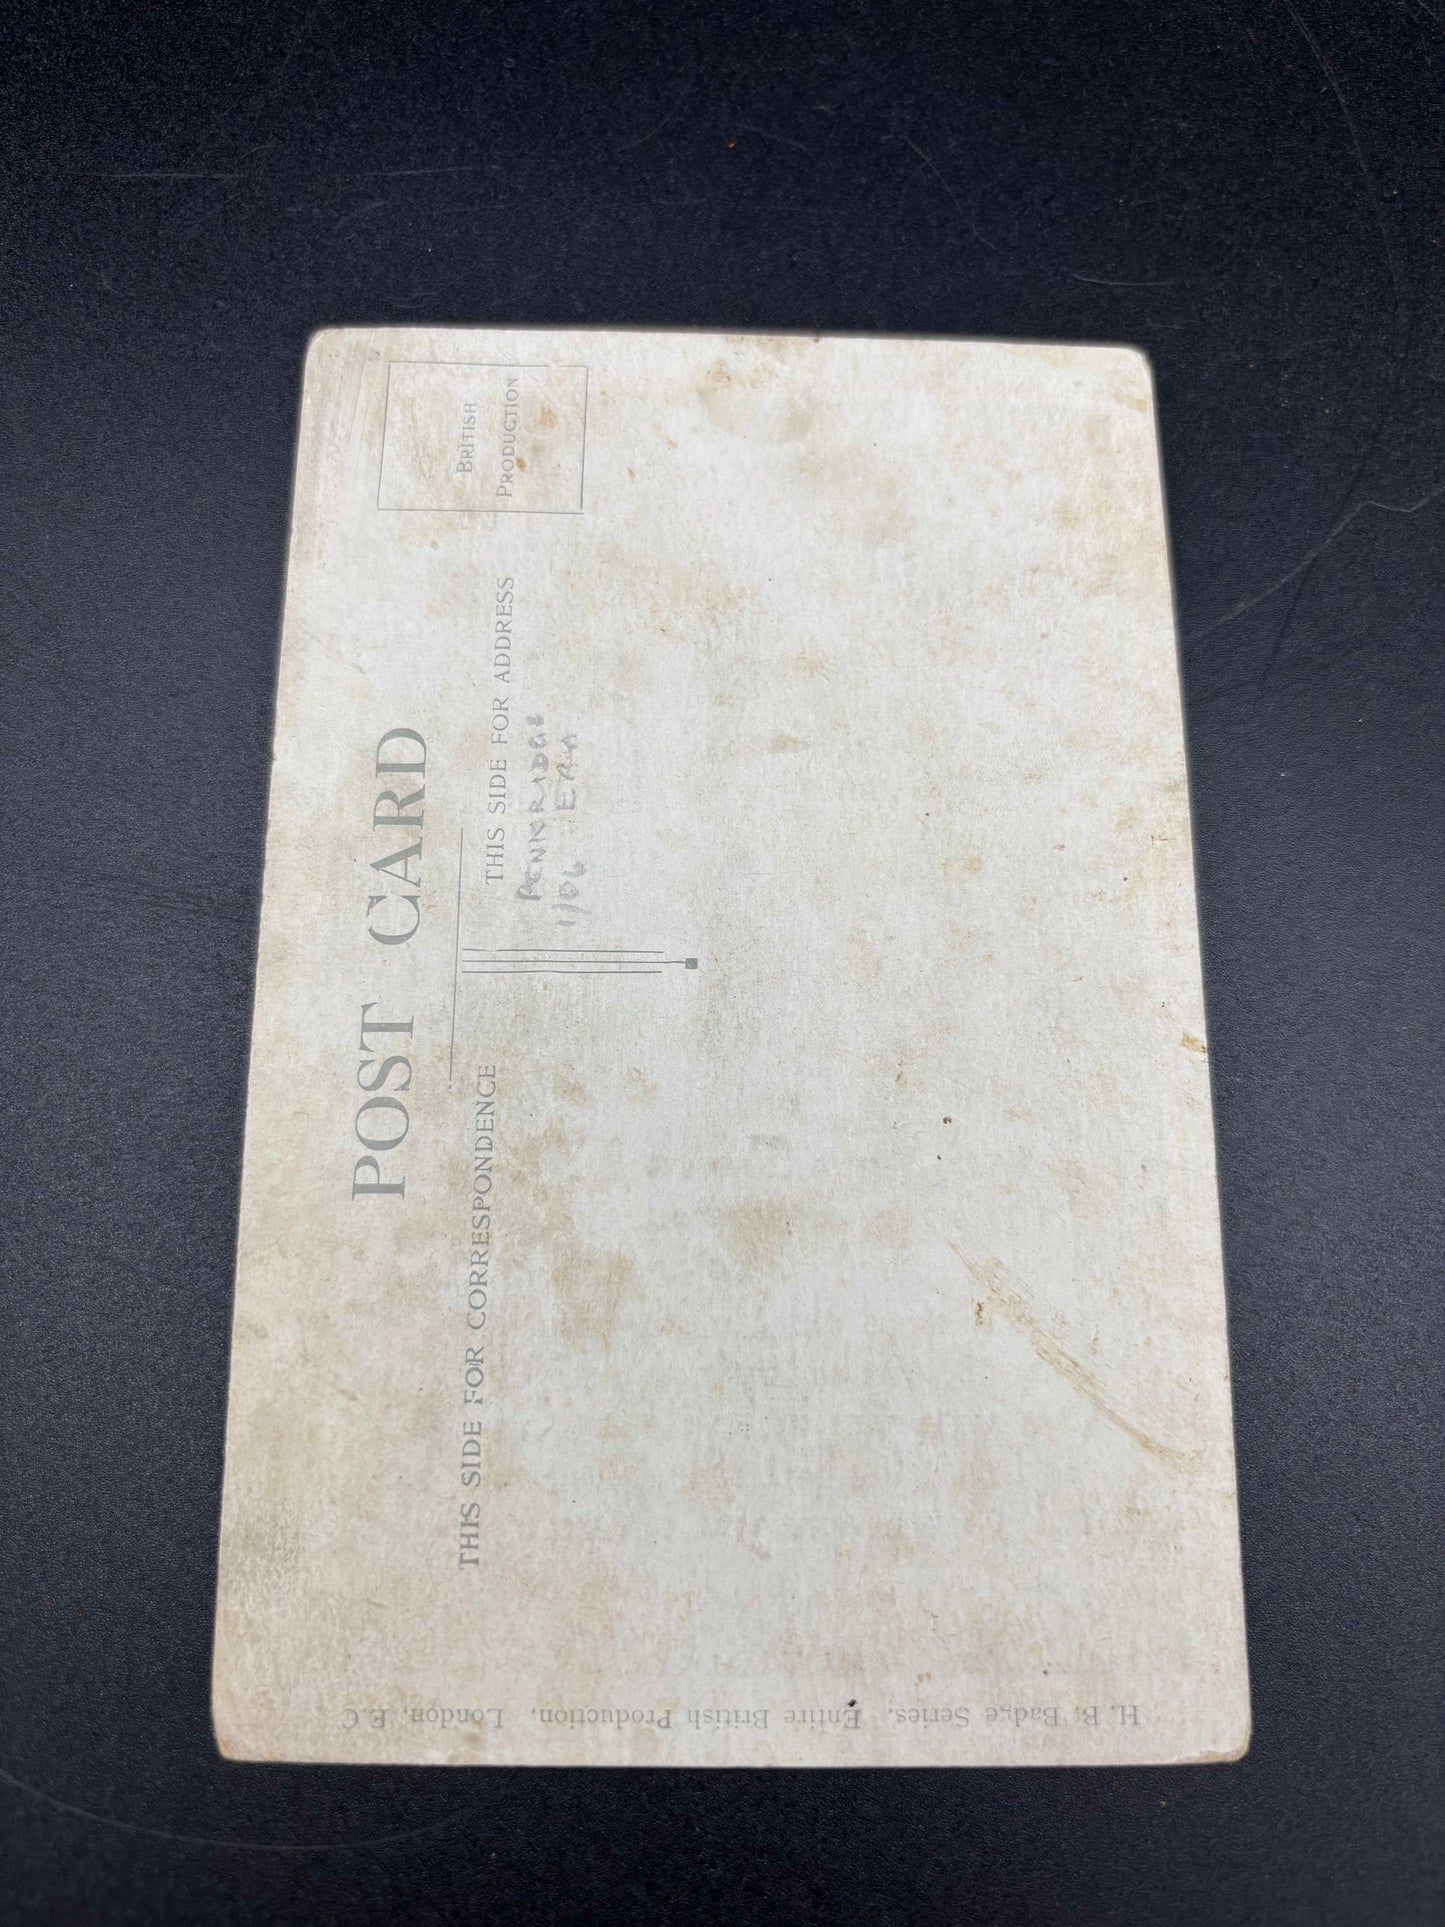 POST CARD
BRITISH
PRODUCTION
THIS SIDE FOR CORRESPONDENCE
THIS SIDE FOR ADDRESS
PENKRIDGE
1/06
H. B. Badge Series. Entire British Production. London, E.C